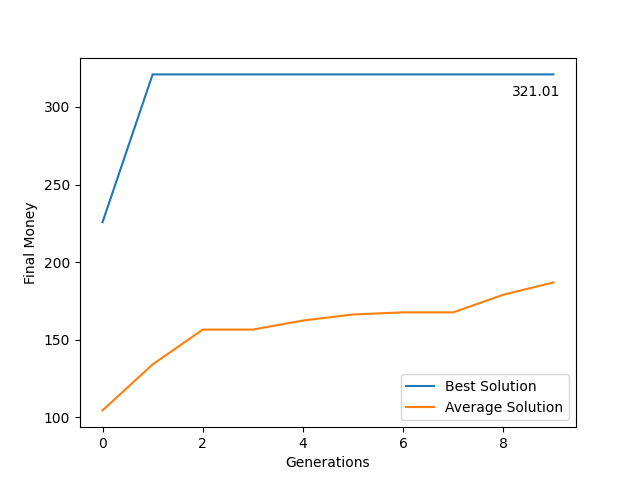 321.01
300
250
200
150
100
Final Money
Best Solution
Average Solution
0 2 4 6 8
Generations